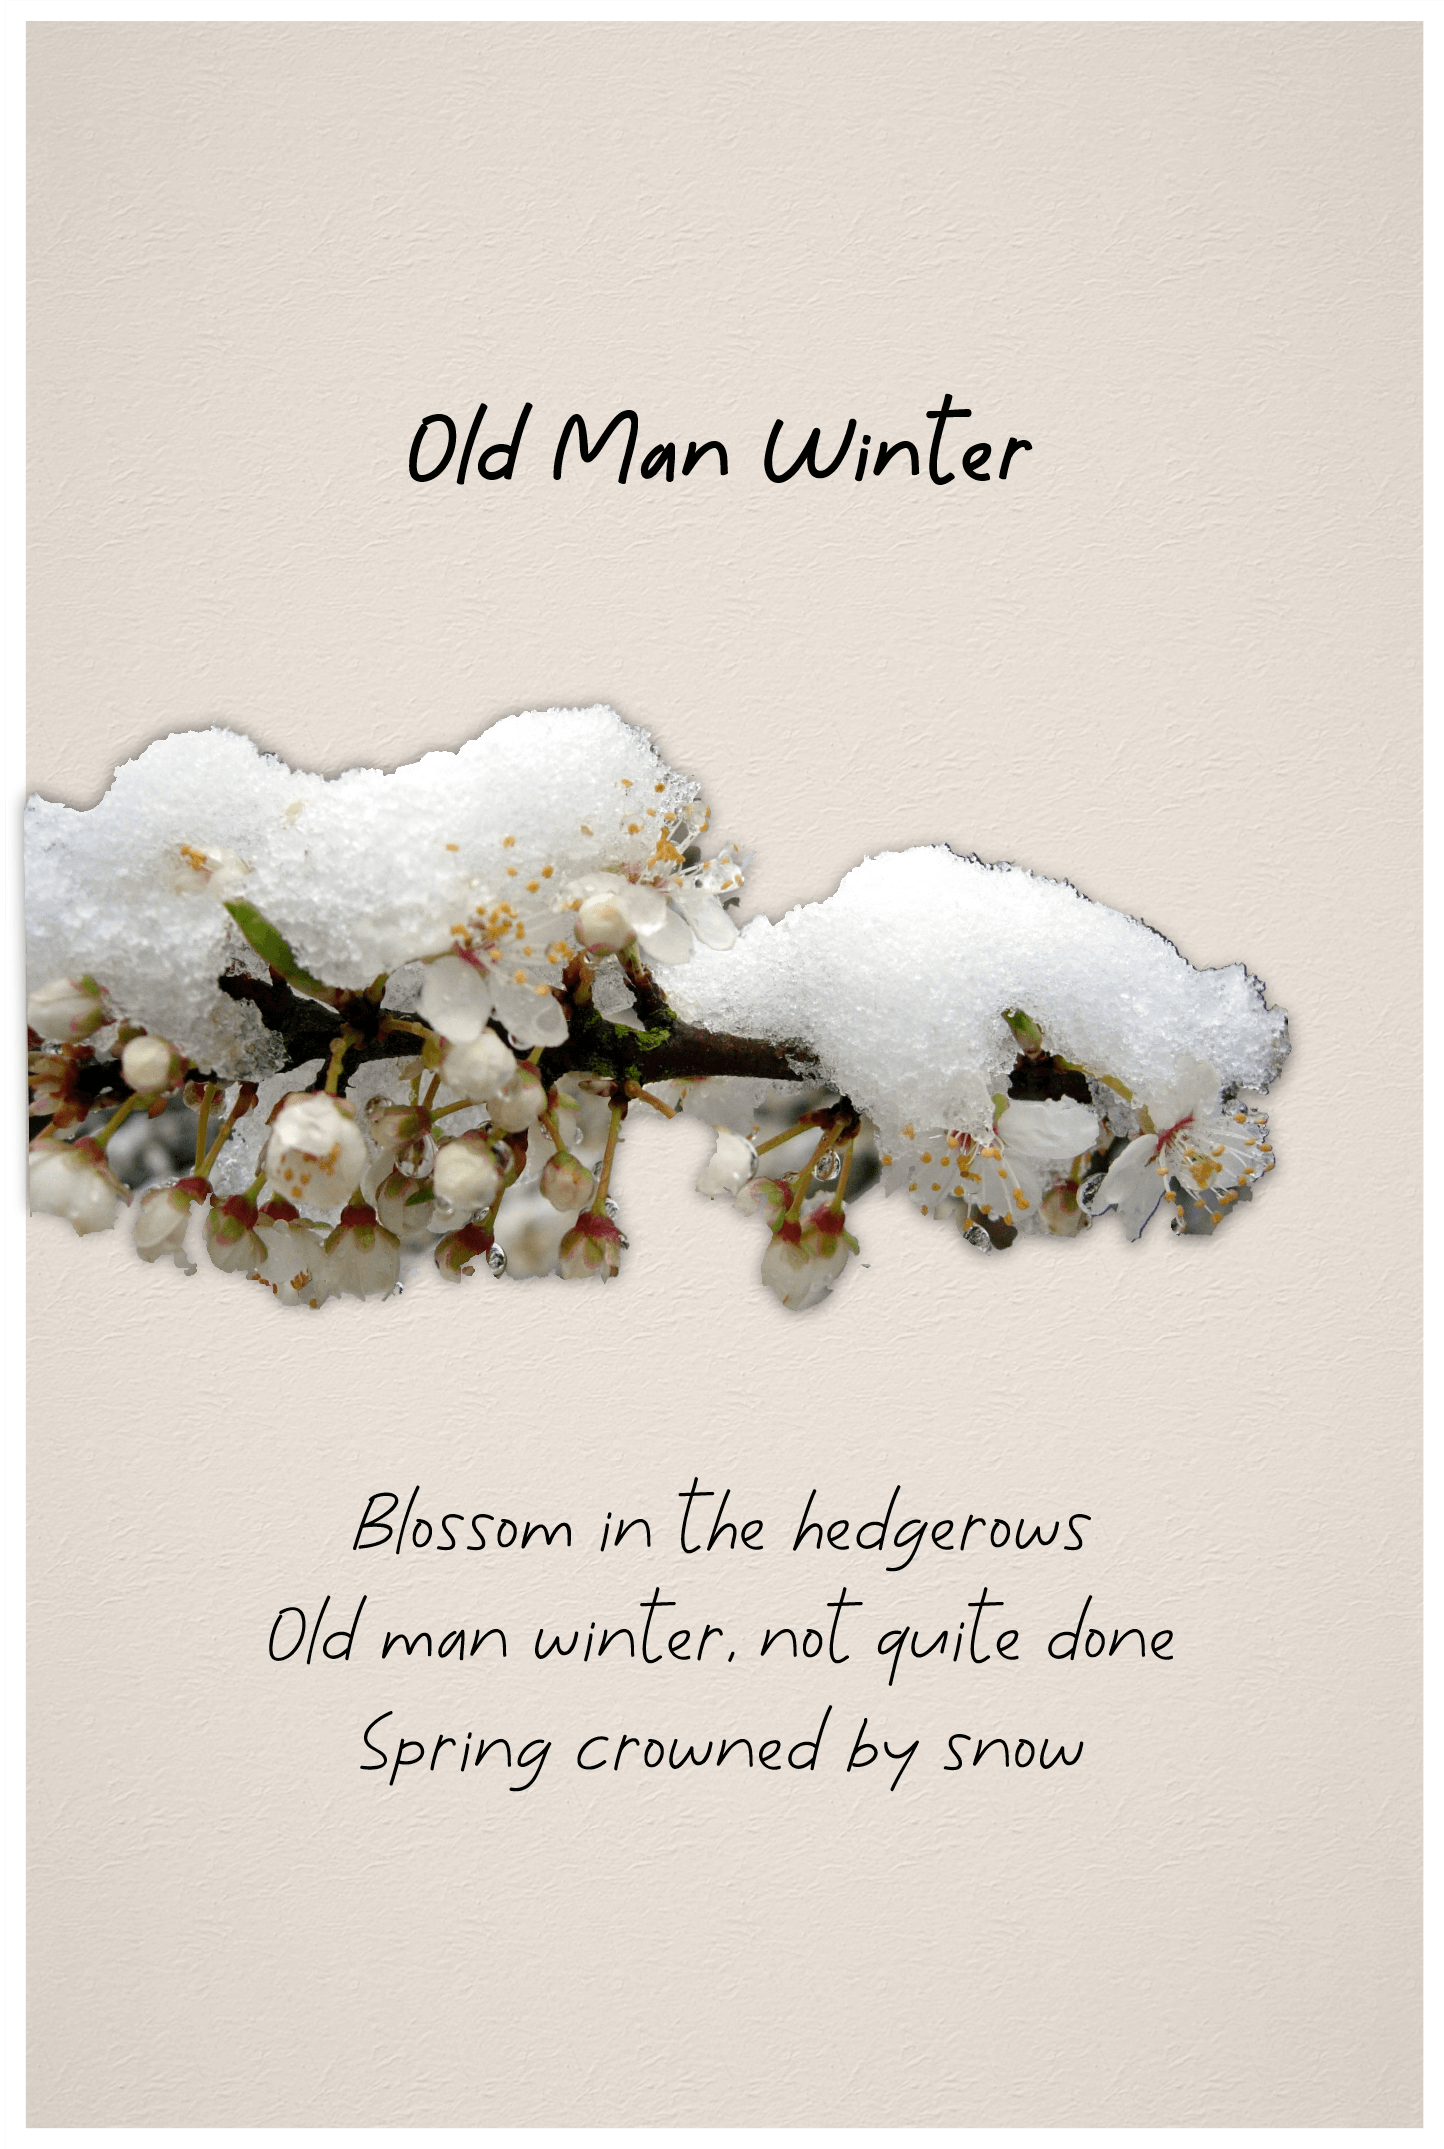 Old Man Winter
Blossom in the hedgerows
Old man winter, not quite done
Spring crowned by snow